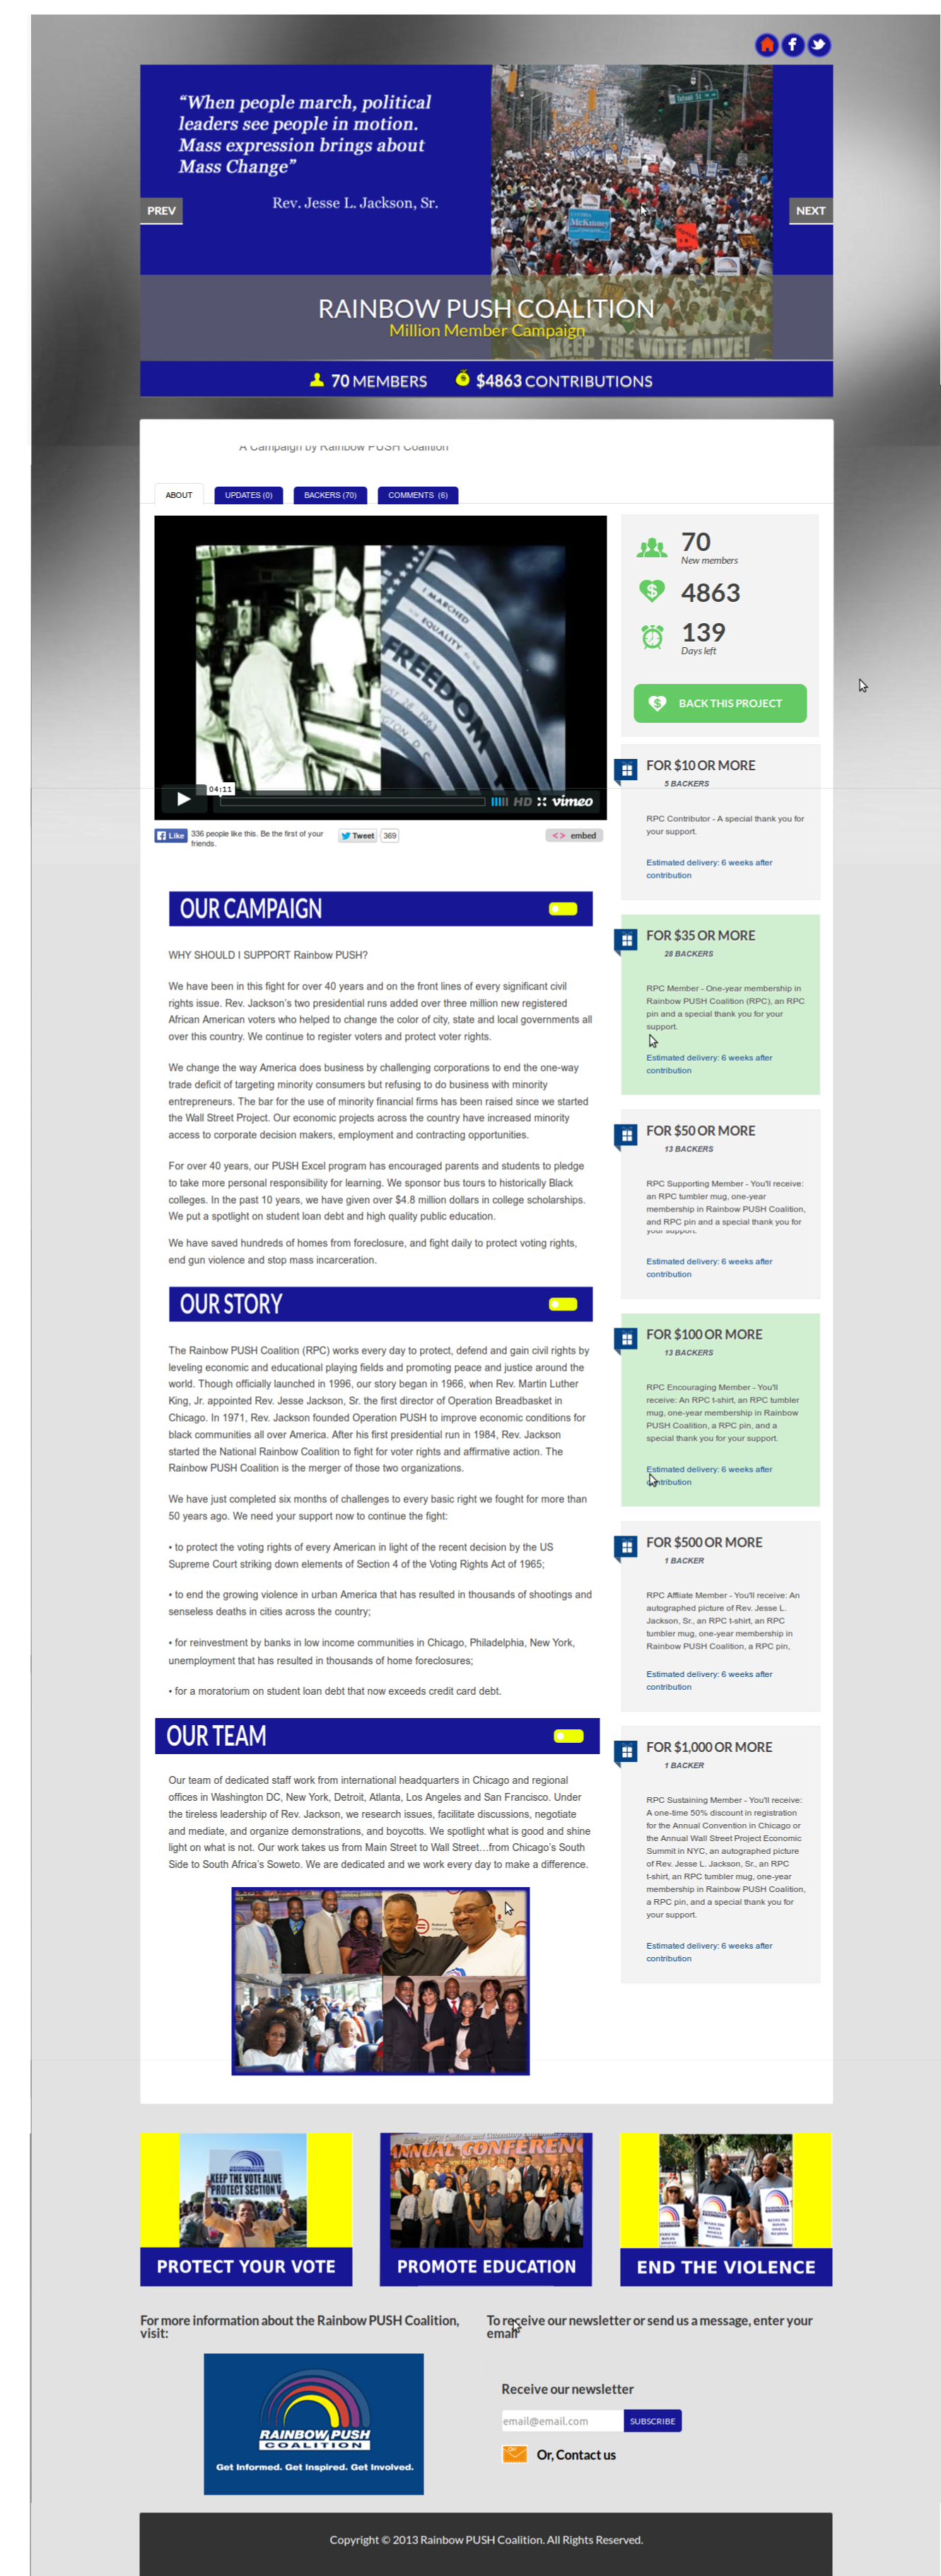 “When people march, political
leaders see people in motion.
Mass expression brings about
Mass Change”
Rev. Jesse L. Jackson, Sr.
PREV
NEXT
McKinney
KEEP THE VOTE ALIVE!
RAINBOW PUSH COALITION
Million Member Campaign
70 MEMBERS
$4863 CONTRIBUTIONS
A Campaign by Rainbow PUSH Coalition
ABOUT
UPDATES (0)
BACKERS (70)
COMMENTS (6)
I MARCHED
EQUALITY
FREEDOM
04:11
HD
vimeo
Like
336 people like this. Be the first of your
friends.
Tweet
369
<> embed
70
New members
4863
139
Days left
BACK THIS PROJECT
OUR CAMPAIGN
WHY SHOULD I SUPPORT Rainbow PUSH?
We have been in this fight for over 40 years and on the front lines of every significant civil
rights issue. Rev. Jackson's two presidential runs added over three million new registered
African American voters who helped to change the color of city, state and local governments all
over this country. We continue to register voters and protect voter rights.
We change the way America does business by challenging corporations to end the one-way
trade deficit of targeting minority consumers but refusing to do business with minority
entrepreneurs. The bar for the use of minority financial firms has been raised since we started
the Wall Street Project. Our economic projects across the country have increased minority
access to corporate decision makers, employment and contracting opportunities.
For over 40 years, our PUSH Excel program has encouraged parents and students to pledge
to take more personal responsibility for learning. We sponsor bus tours to historically Black
colleges. In the past 10 years, we have given over $4.8 million dollars in college scholarships.
We put a spotlight on student loan debt and high quality public education.
We have saved hundreds of homes from foreclosure, and fight daily to protect voting rights,
end gun violence and stop mass incarceration.
OUR STORY
The Rainbow PUSH Coalition (RPC) works every day to protect, defend and gain civil rights by
leveling economic and educational playing fields and promoting peace and justice around the
world. Though officially launched in 1996, our story began in 1966, when Rev. Martin Luther
King, Jr. appointed Rev. Jesse Jackson, Sr. the first director of Operation Breadbasket in
Chicago. In 1971, Rev. Jackson founded Operation PUSH to improve economic conditions for
black communities all over America. After his first presidential run in 1984, Rev. Jackson
started the National Rainbow Coalition to fight for voter rights and affirmative action. The
Rainbow PUSH Coalition is the merger of those two organizations.
We have just completed six months of challenges to every basic right we fought for more than
50 years ago. We need your support now to continue the fight:
• to protect the voting rights of every American in light of the recent decision by the US
Supreme Court striking down elements of Section 4 of the Voting Rights Act of 1965;
• to end the growing violence in urban America that has resulted in thousands of shootings and
senseless deaths in cities across the country;
• for reinvestment by banks in low income communities in Chicago, Philadelphia, New York,
unemployment that has resulted in thousands of home foreclosures;
• for a moratorium on student loan debt that now exceeds credit card debt.
OUR TEAM
Our team of dedicated staff work from international headquarters in Chicago and regional
offices in Washington DC, New York, Detroit, Atlanta, Los Angeles and San Francisco. Under
the tireless leadership of Rev. Jackson, we research issues, facilitate discussions, negotiate
and mediate, and organize demonstrations, and boycotts. We spotlight what is good and shine
light on what is not. Our work takes us from Main Street to Wall Street…from Chicago's South
Side to South Africa's Soweto. We are dedicated and we work every day to make a difference.
FOR $10 OR MORE
5 BACKERS
RPC Contributor - A special thank you for
your support.
Estimated delivery: 6 weeks after
contribution
FOR $35 OR MORE
28 BACKERS
RPC Member - One-year membership in
Rainbow PUSH Coalition (RPC), an RPC
pin and a special thank you for your
support.
Estimated delivery: 6 weeks after
contribution
FOR $50 OR MORE
13 BACKERS
RPC Supporting Member - You'll receive:
an RPC tumbler mug, one-year
membership in Rainbow PUSH Coalition,
and RPC pin and a special thank you for
your support.
Estimated delivery: 6 weeks after
contribution
FOR $100 OR MORE
13 BACKERS
RPC Encouraging Member - You'll
receive: An RPC t-shirt, an RPC tumbler
mug, one-year membership in Rainbow
PUSH Coalition, a RPC pin, and a
special thank you for your support.
Estimated delivery: 6 weeks after
contribution
FOR $500 OR MORE
1 BACKER
RPC Affliate Member - You'll receive: An
autographed picture of Rev. Jesse L.
Jackson, Sr., an RPC t-shirt, an RPC
tumbler mug, one-year membership in
Rainbow PUSH Coalition, a RPC pin,
Estimated delivery: 6 weeks after
contribution
FOR $1,000 OR MORE
1 BACKER
RPC Sustaining Member - You'll receive:
A one-time 50% discount in registration
for the Annual Convention in Chicago or
the Annual Wall Street Project Economic
Summit in NYC, an autographed picture
of Rev. Jesse L. Jackson, Sr., an RPC
t-shirt, an RPC tumbler mug, one-year
membership in Rainbow PUSH Coalition,
a RPC pin, and a special thank you for
your support.
Estimated delivery: 6 weeks after
contribution
KEEP THE VOTE ALIVE
PROTECT SECTION V
PROTECT YOUR VOTE
ANNUAL CONFERENC
PROMOTE EDUCATION
END THE VIOLENCE
For more information about the Rainbow PUSH Coalition,
visit:
RAINBOW PUSH
COALITION
Get Informed. Get Inspired. Get Involved.
To receive our newsletter or send us a message, enter your
email
Receive our newsletter
email@email.com
SUBSCRIBE
Or, Contact us
Copyright © 2013 Rainbow PUSH Coalition. All Rights Reserved.